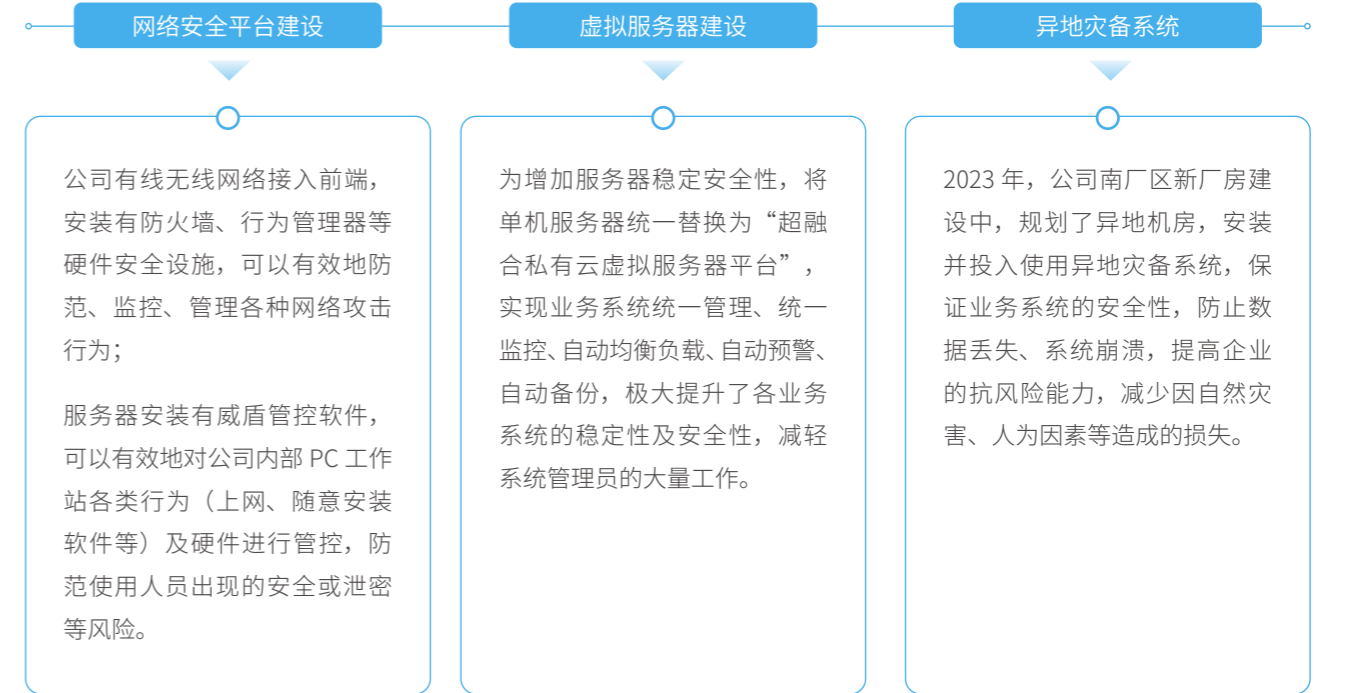 网络安全平台建设
公司有线无线网络接入前端，
安装有防火墙、行为管理器等
硬件安全设施，可以有效地防
范、监控、管理各种网络攻击
行为；
服务器安装有威盾管控软件，
可以有效地对公司内部 PC 工作
站各类行为（上网、随意安装
软件等）及硬件进行管控，防
范使用人员出现的安全或泄密
等风险。
虚拟服务器建设
为增加服务器稳定安全性，将
单机服务器统一替换为“超融
合私有云虚拟服务器平台”，
实现业务系统统一管理、统一
监控、自动均衡负载、自动预警、
自动备份，极大提升了各业务
系统的稳定性及安全性，减轻
系统管理员的大量工作。
异地灾备系统
2023 年，公司南厂区新厂房建
设中，规划了异地机房，安装
并投入使用异地灾备系统，保
证业务系统的安全性，防止数
据丢失、系统崩溃，提高企业
的抗风险能力，减少因自然灾
害、人为因素等造成的损失。